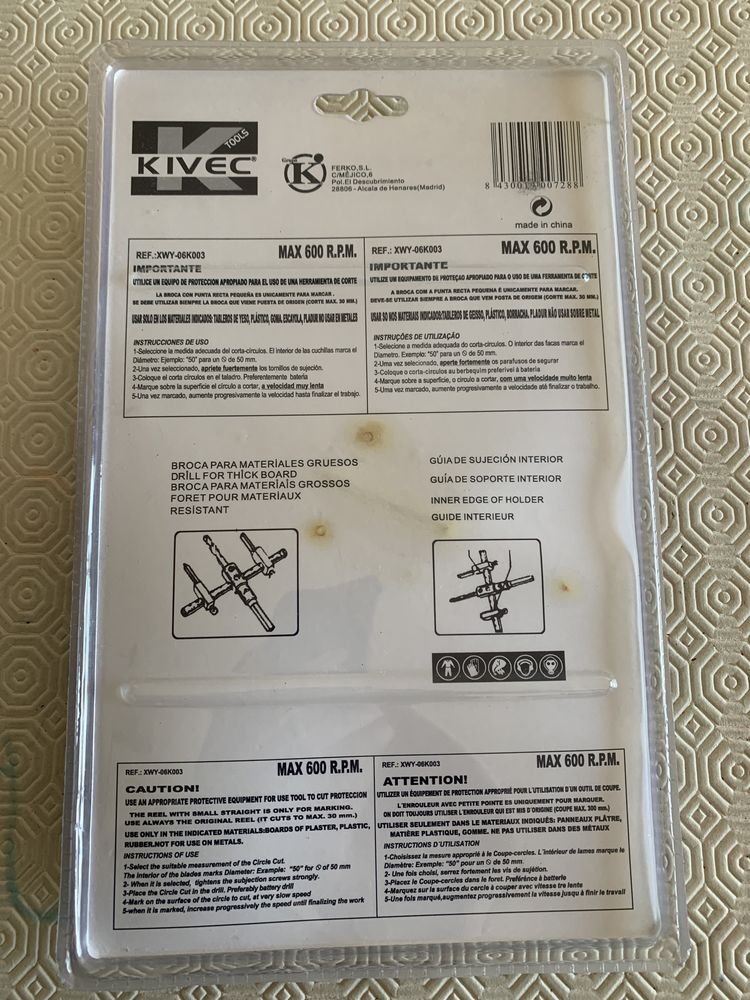 TOOLS
KIVEC®
Grupo
K
FERKO,S.L.
C/MÉJICO,6
Pol.El Descubrimiento
28806 - Alcala de Henares(Madrid)
made in china
REF.:XWY-06K003 MAX 600 R.P.M.
IMPORTANTE
UTILICE UN EQUIPO DE PROTECCION APROPIADO PARA EL USO DE UNA HERRAMIENTA DE CORTE
LA BROCA CON PUNTA RECTA PEQUEÑA ES UNICAMENTE PARA MARCAR .
SE DEBE UTILIZAR SIEMPRE LA BROCA QUE VIENE PUESTA DE ORIGEN (CORTE MAX. 30 MM.)
USAR SOLO EN LOS MATERIALES INDICADOS: TABLEROS DE YESO, PLÁSTICO, GOMA ESCAYOLA, PLADUR NO USAR EN METALES
INSTRUCCIONES DE USO
1-Seleccione la medida adecuada del corta-circulos. El interior de las cuchillas marca el
Diámetro: Ejemplo: "50" para un ∅ de 50 mm.
2-Una vez seleccionado, apriete fuertemente los tornillos de sujeción.
3-Coloque el corta círculos en el taladro. Preferentemente bateria
4-Marque sobre la superficie el círculo a cortar, a velocidad muy lenta
5-Una vez marcado, aumente progresivamente la velocidad hasta finalizar el trabajo.
REF.: XWY-06K003 MAX 600 R.P.M.
IMPORTANTE
UTILIZE UM EQUIPAMENTO DE PROTEÇAO APROPIADO PARA O USO DE UMA FERRAMENTA DE CORTE
A BROCA COM A PUNTA RECTA PEQUENA É UNICAMENTE PARA MARCAR.
DEVE-SE UTILIZAR SIEMPRE A BROCA QUE VEM POSTA DE ORIGEM (CORTE MAX. 30 MM.)
USAR SO NOS MATERIAIS INDICADOS:TABLEROS DE GEISSO, PLÁSTICO, BORRACHA, PLADUR NÃO USAR SOBRE METAL
INSTRUÇÕES DE UTILIZAÇÃO
1-Selecione a medida adequada do corta-circulos. O interior das facas marca el
Diametro. Exemplo: "50" para un ∅ de 50 mm.
2-Uma vez selecionado, aperte fortemente os parafusos de segurar
3-Coloque o corta-circulos au berbequim preferivei a bateria
4-Marque sobre a superficie, o circulo a cortar, com uma velocidade muito lenta
5-Una vez marcado, aumente progresivamente a velocidade até finalizar o trabalho.
BROCA PARA MATERÍALES GRUESOS
DRILL FOR THÍCK BOARD
BROCA PARA MATERÍAÍS GROSSOS
FORET POUR MATERIAUX
RESISTANT
GÚIA DE SUJECIÓN INTERIOR
GUÍA DE SOPORTE INTERIOR
INNER EDGE OF HOLDER
GUIDE INTERIEUR
REF.: XWY-06K003 MAX 600 R.P.M.
CAUTION!
USE AN APPROPRIATE PROTECTIVE EQUIPMENT FOR USE TOOL TO CUT PROTECTION
THE REEL WITH SMALL STRAIGHT IS ONLY FOR MARKING.
USE ALWAYS THE ORIGINAL REEL (IT CUTS TO MAX. 30 mm.)
USE ONLY IN THE INDICATED MATERIALS:BOARDS OF PLASTER, PLASTIC,
RUBBER.NOT FOR USE ON METALS.
INSTRUCTIONS OF USE
1-Select the suitable measurement of the Circle Cut.
The interior of the blades marks Diameter: Example: "50" for ∅ of 50 mm
2- When it is selected, tightens the subjection screws strongly.
3-Place the Circle Cut in the drill. Preferably battery drill
4-Mark on the surface of the circle to cut, at very slow speed
5-when it is marked, increase progressively the speed until finalizing the work
REF.: XWY-06K003 MAX 600 R.P.M.
ATTENTION!
UTILIZER UN ÉQUIPEMENT DE PROTECTION APPROPRIÉ POUR L'UTILISATION D'UN OUTIL DE COUPE.
L'ENROULEUR AVEC PETITE POINTE ES UNIQUEMENT POUR MARQUER.
ON DOIT TOUJOURS UTILISER L'ENROULEUR QUI EST MIS D'ORIGINE (COUPE MAX. 300 mm.)
UTILISER SEULEMENT DANS LE MATERIAUX INDIQUÉS: PANNEAUX PLÂTRE,
MATIÈRE PLASTIQUE, GOMME. NE PAS UTILISER DANS DES MÉTAUX
INSTRUCTIONS D'UTILISATION
1-Choisissez la mesure approprié à le Coupe-cercles. L'intérieur de lames marque le
Diamètre: Exemple: "50" pour un ∅ de 50 mm.
2- Une fois choisi, serrez fortement les vis de sujétion.
3-Placez le Coupe-cercles dans le foret. Préférènce à batterie
4-Marquez sur la surface du cercle à couper avec vitesse tre lente
5-Une fois marqué,augmentez progressivement la vitesse jusqu à finir le travail